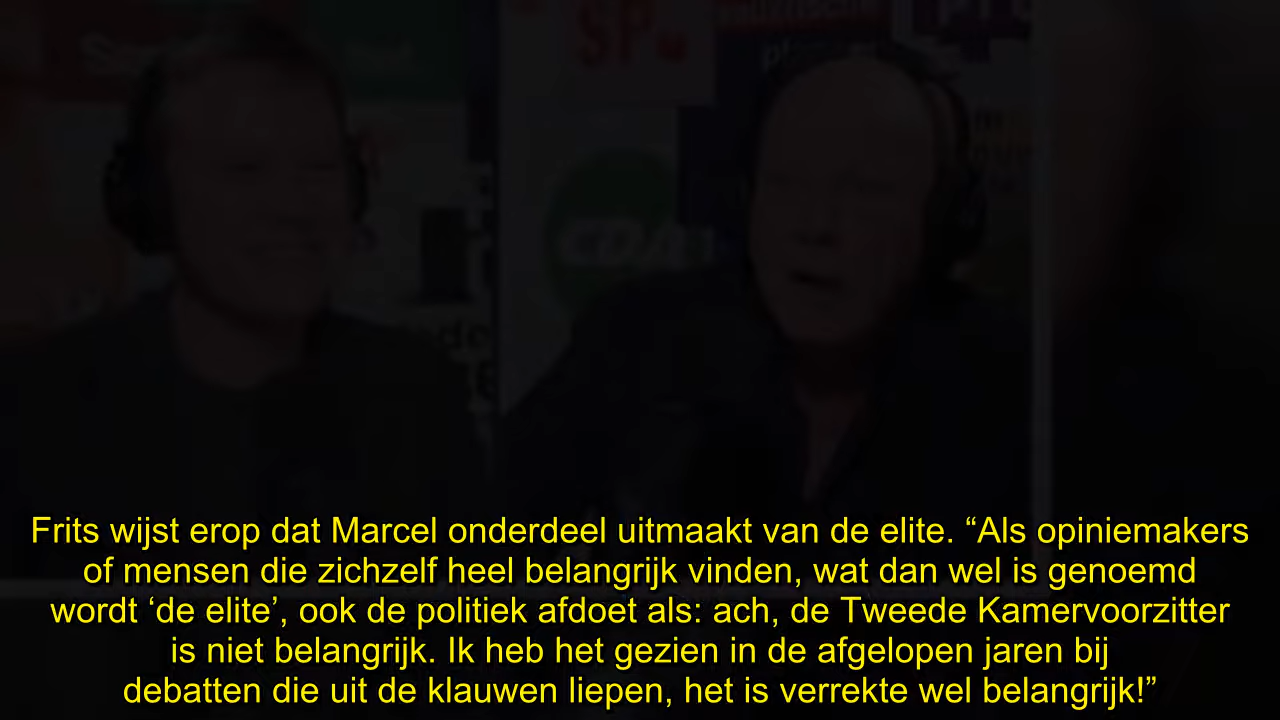 SP
CDA
Frits wijst erop dat Marcel onderdeel uitmaakt van de elite. “Als opiniemakers
of mensen die zichzelf heel belangrijk vinden, wat dan wel is genoemd
wordt ‘de elite’, ook de politiek afdoet als: ach, de Tweede Kamervoorzitter
is niet belangrijk. Ik heb het gezien in de afgelopen jaren bij
debatten die uit de klauwen liepen, het is verrekte wel belangrijk!”